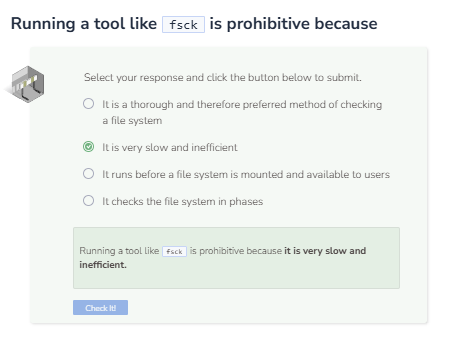 Running a tool like fsck is prohibitive because
Select your response and click the button below to submit.
It is a thorough and therefore preferred method of checking
a file system
It is very slow and inefficient
It runs before a file system is mounted and available to users
It checks the file system in phases
Running a tool like fsck is prohibitive because it is very slow and
inefficient.
Check It!